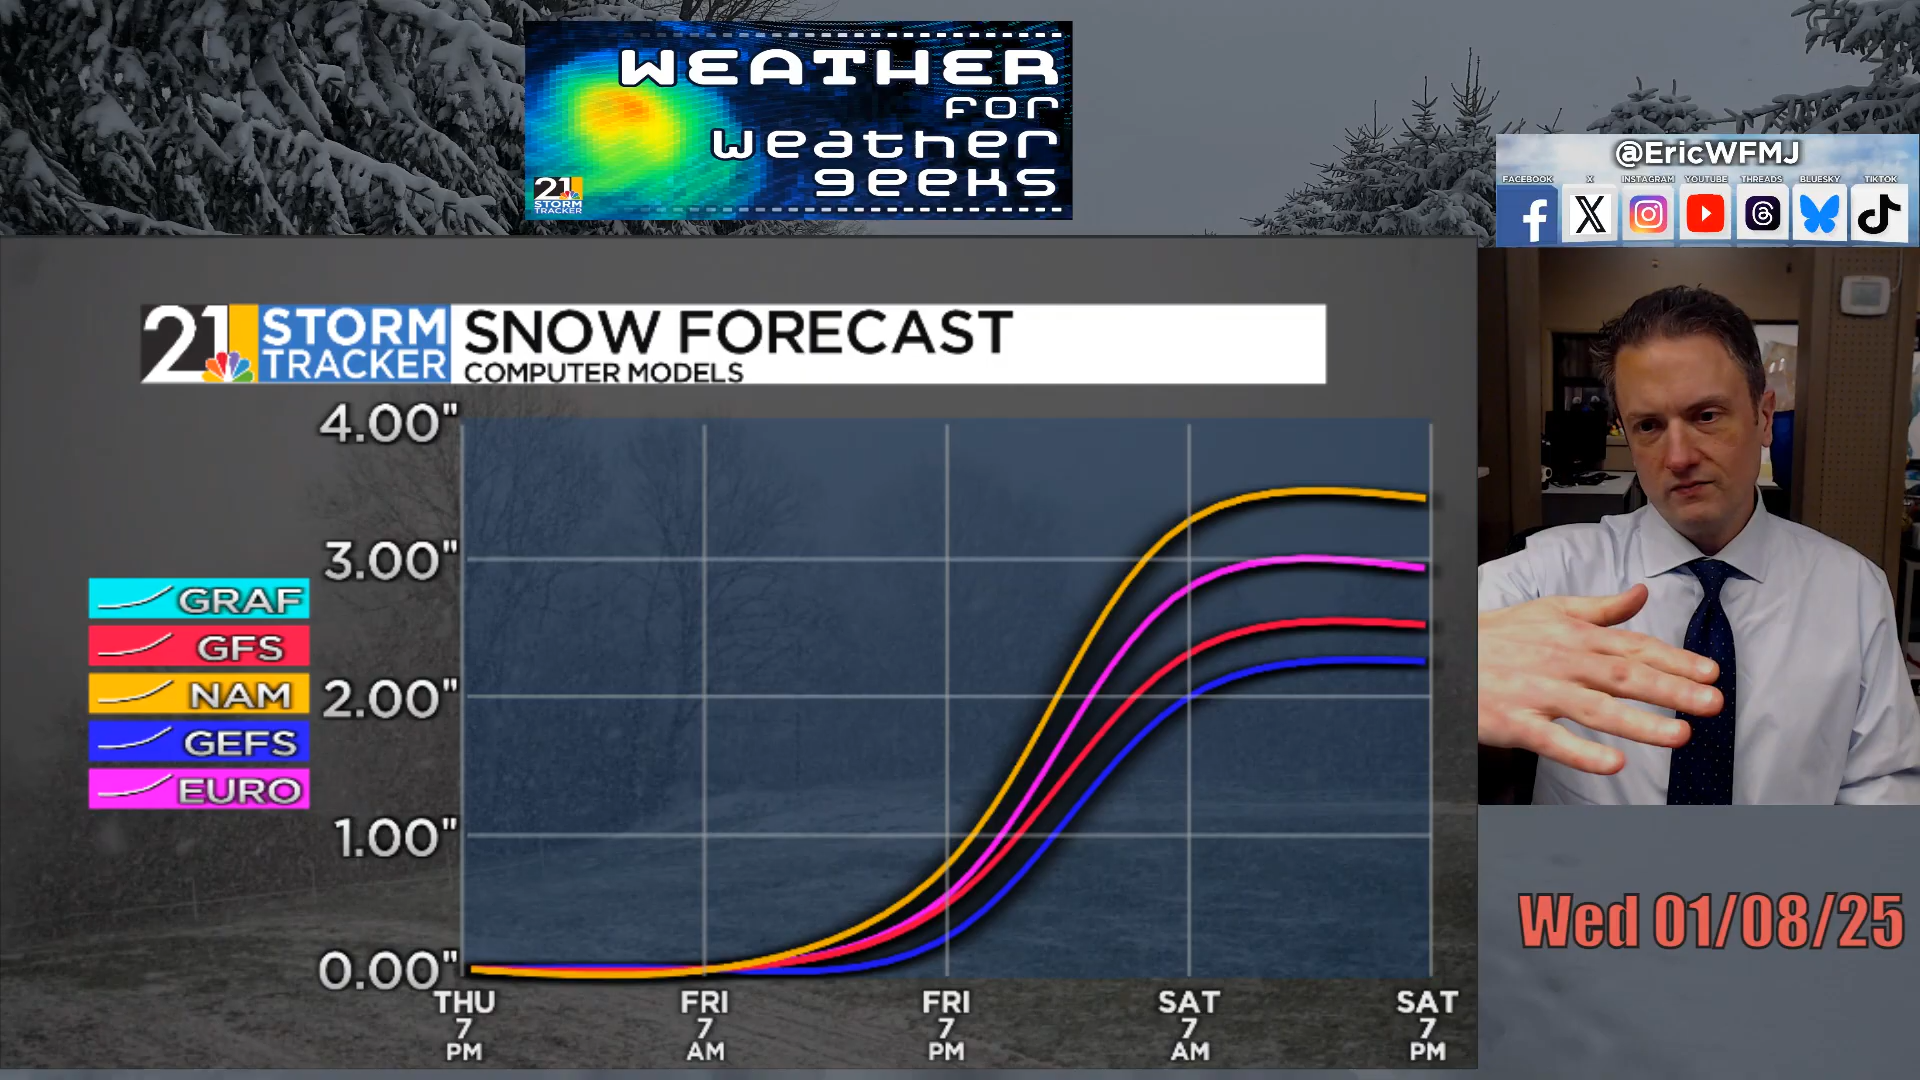 WEATHER
FOR
weather
geeks
21
STORM
TRACKER
@EricWFMJ
FACEBOOK X INSTAGRAM YOUTUBE THREADS BLUESKY TIKTOK
21 STORM TRACKER
SNOW FORECAST
COMPUTER MODELS
4.00"
3.00"
2.00"
1.00"
0.00"
GRAF
GFS
NAM
GEFS
EURO
THU
7
PM
FRI
7
AM
FRI
7
PM
SAT
7
AM
SAT
7
PM
Wed 01/08/25